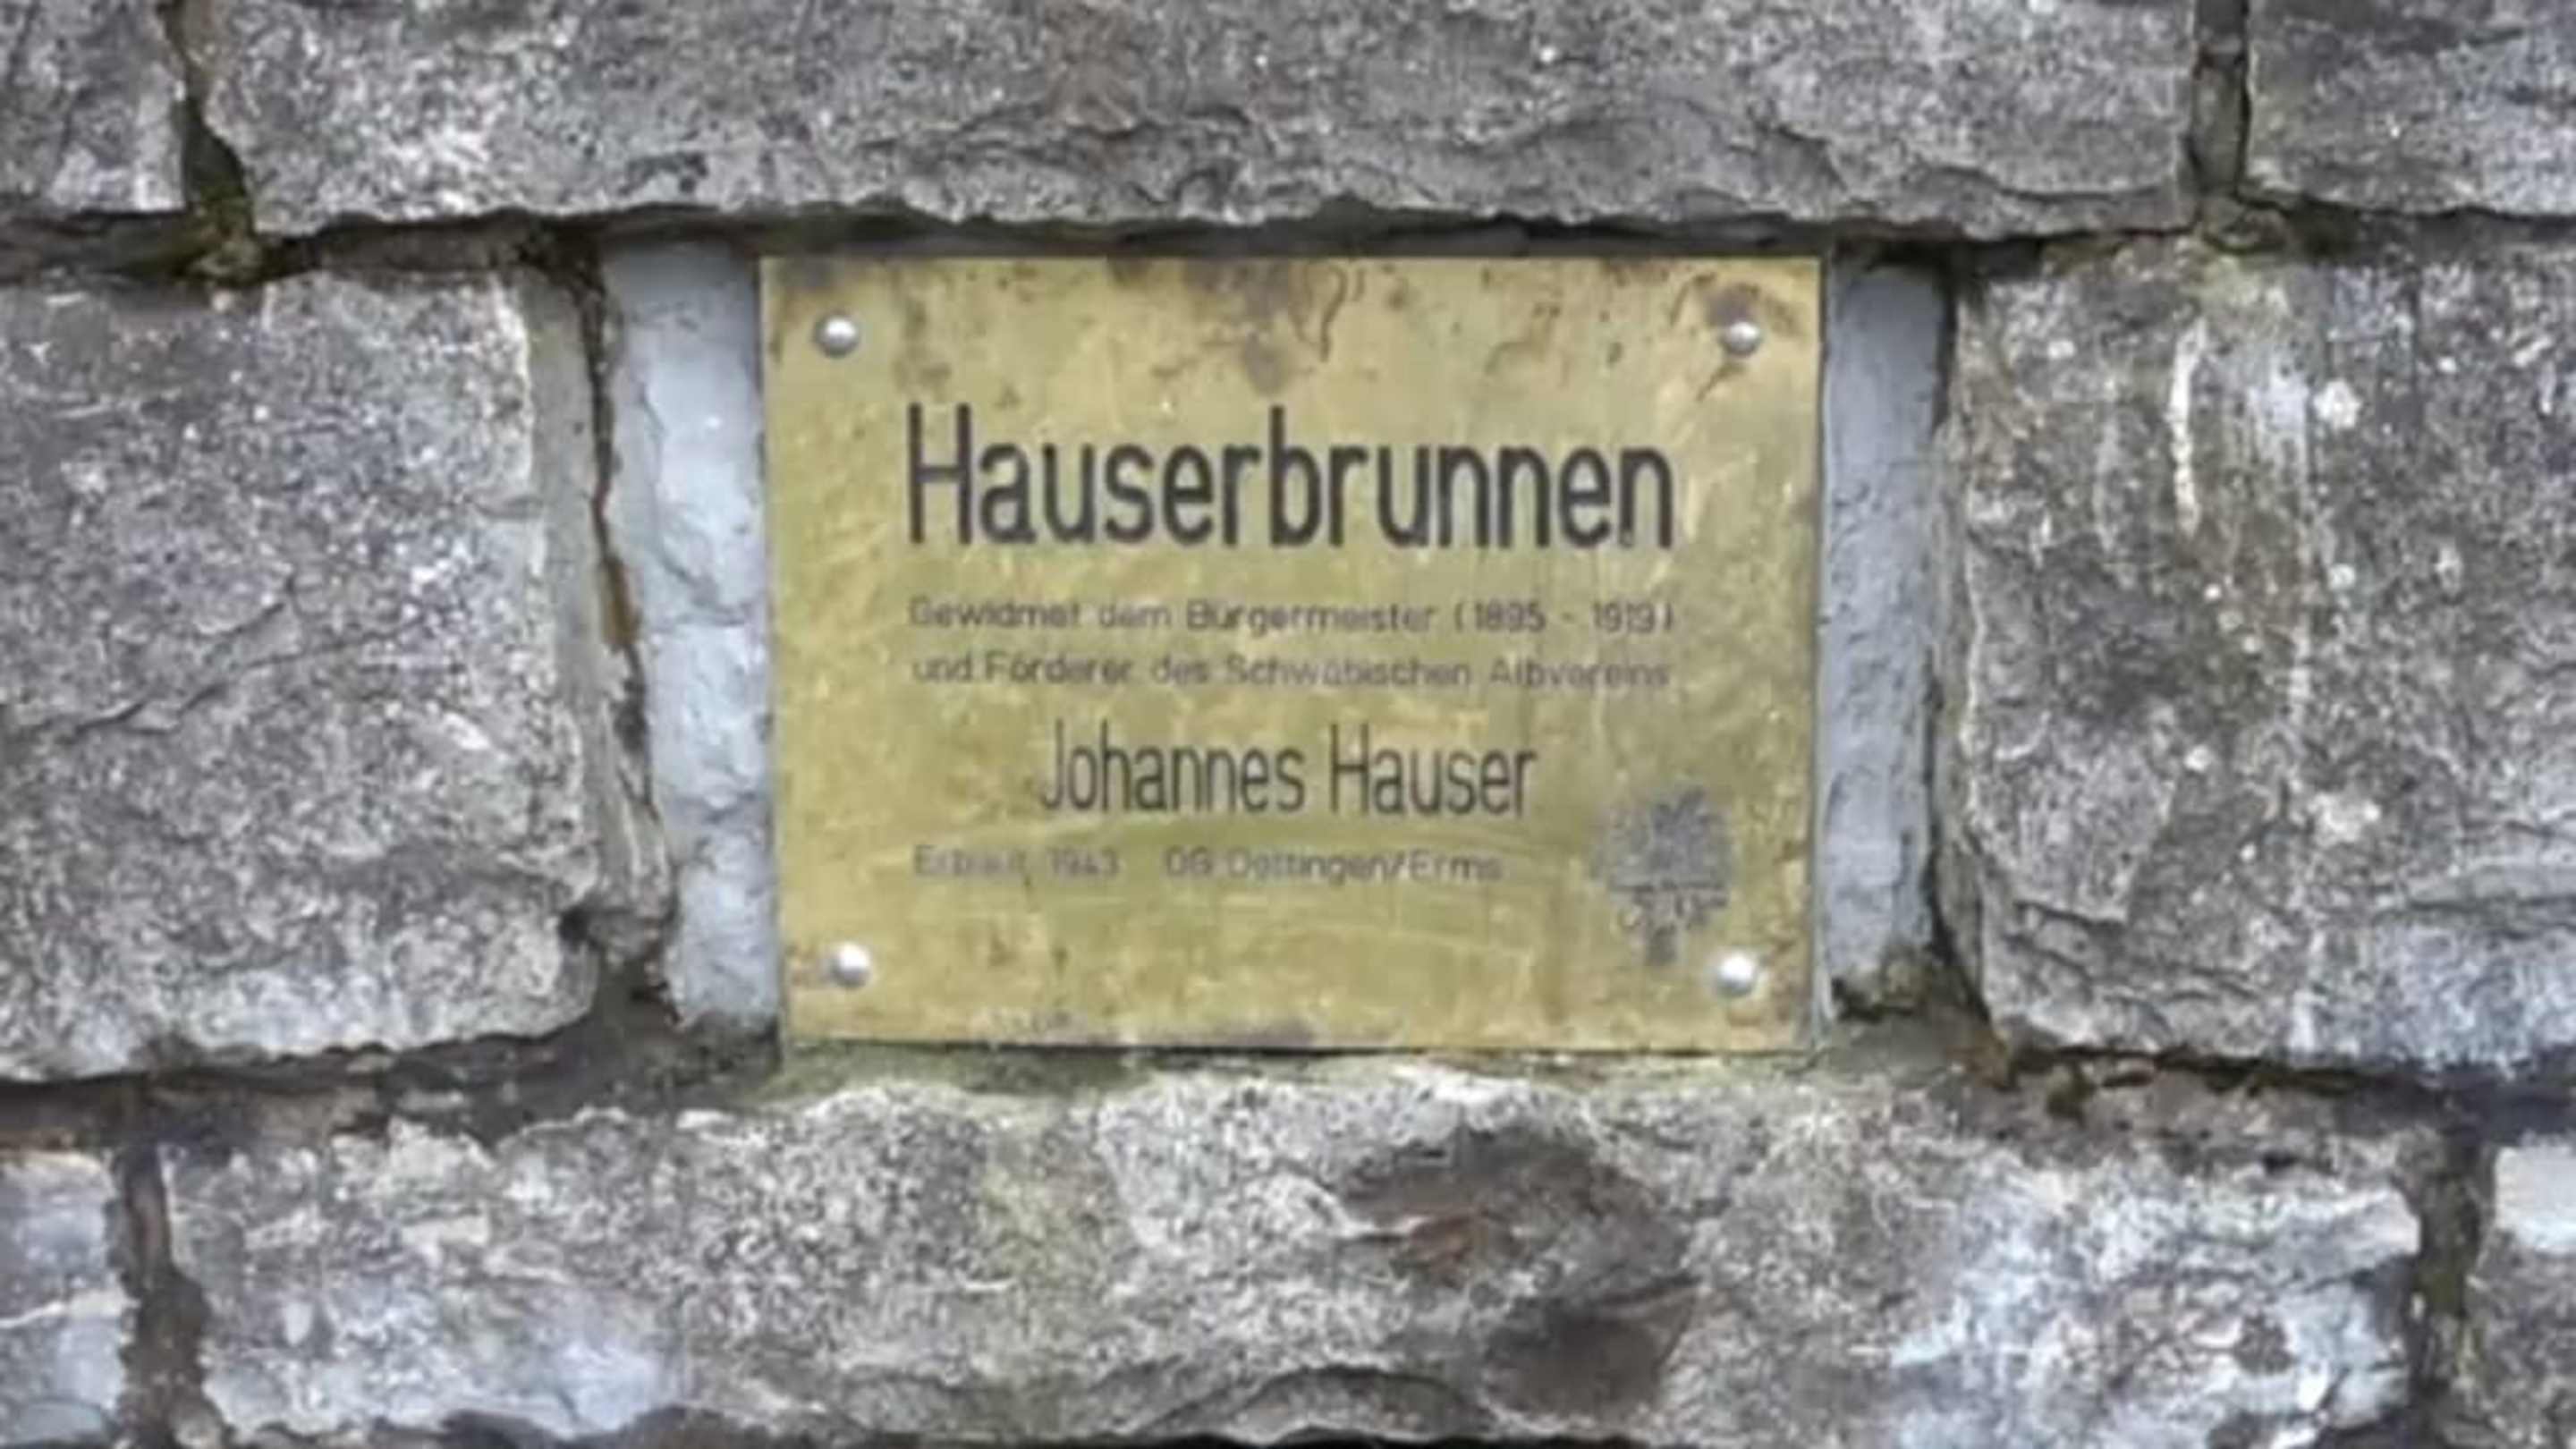 Hauserbrunnen
Gewidmet dem Bürgermeister (1895 - 1919)
und Förderer des Schwäbischen Albvereins
Johannes Hauser
Erbaut 1943 OG Dettingen/Erms